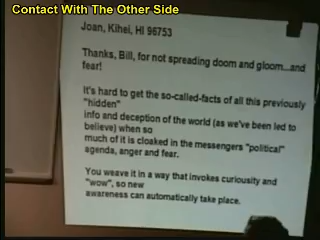 Contact With The Other Side
Joan, Kihei, HI 96753
Thanks, Bill, for not spreading doom and gloom...and
fear!
It's hard to get the so-called-facts of all this previously
"hidden"
info and deception of the world (as we've been led to
believe) when so
much of it is cloaked in the messengers "political"
agenda, anger and fear.
You weave it in a way that invokes curiousity and
"wow", so new
awareness can automatically take place.